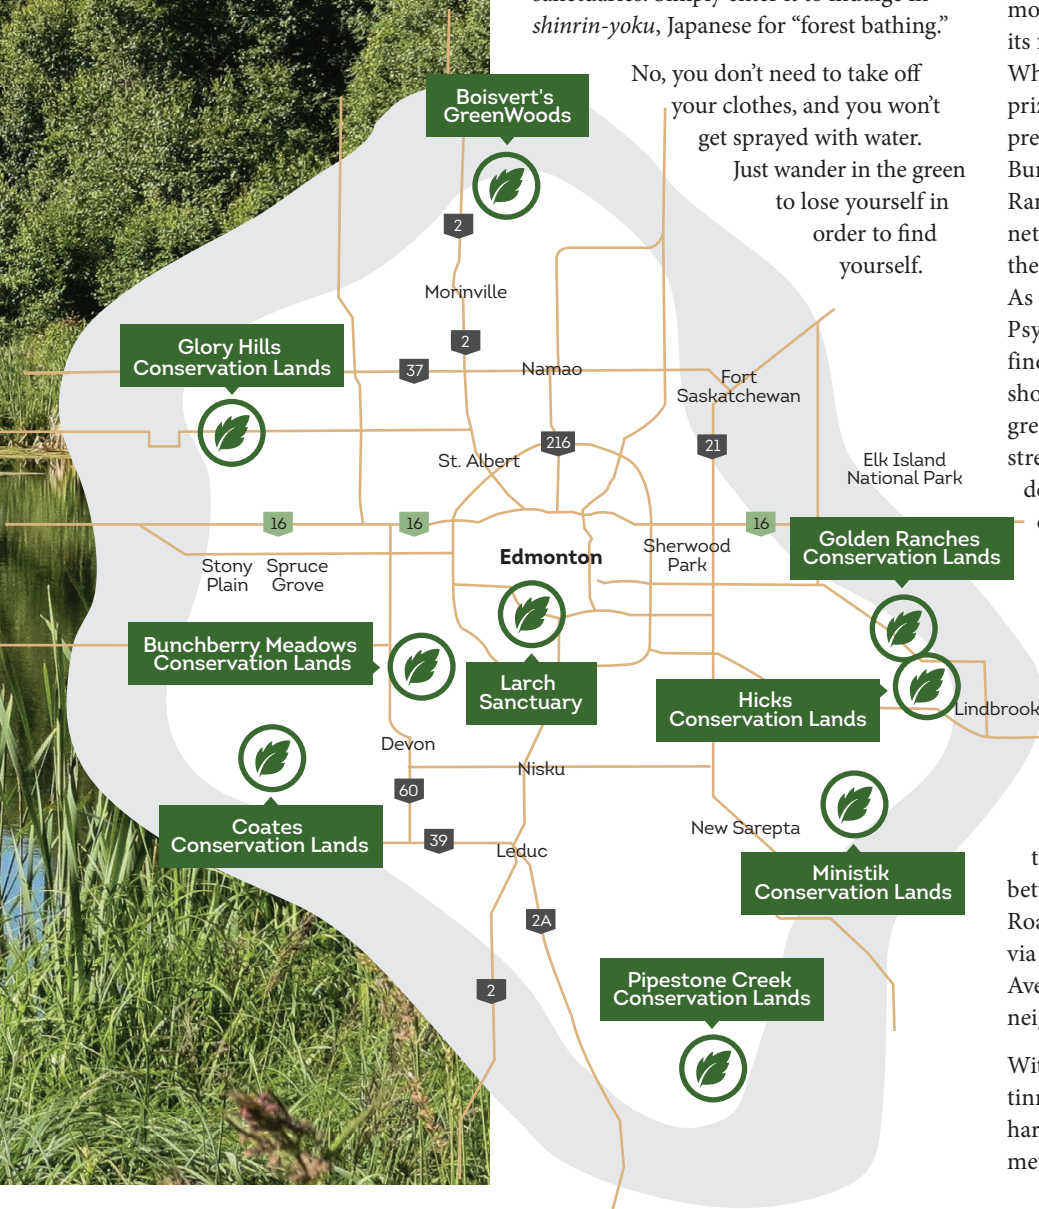 shinrin-yoku, Japanese for “forest bathing.”
No, you don’t need to take off
your clothes, and you won’t
get sprayed with water.
Just wander in the green
to lose yourself in
order to find
yourself.
Boisvert's
GreenWoods
2
Morinville
2
Glory Hills
Conservation Lands
37
Namao
Fort
Saskatchewan
216
21
St. Albert
Elk Island
National Park
16
16
16
Edmonton
Sherwood
Park
Golden Ranches
Conservation Lands
Stony
Plain
Spruce
Grove
Bunchberry Meadows
Conservation Lands
Larch
Sanctuary
Hicks
Conservation Lands
Lindbrook
Devon
Nisku
60
Coates
Conservation Lands
39
Leduc
New Sarepta
Ministik
Conservation Lands
2A
2
Pipestone Creek
Conservation Lands
its
As
via